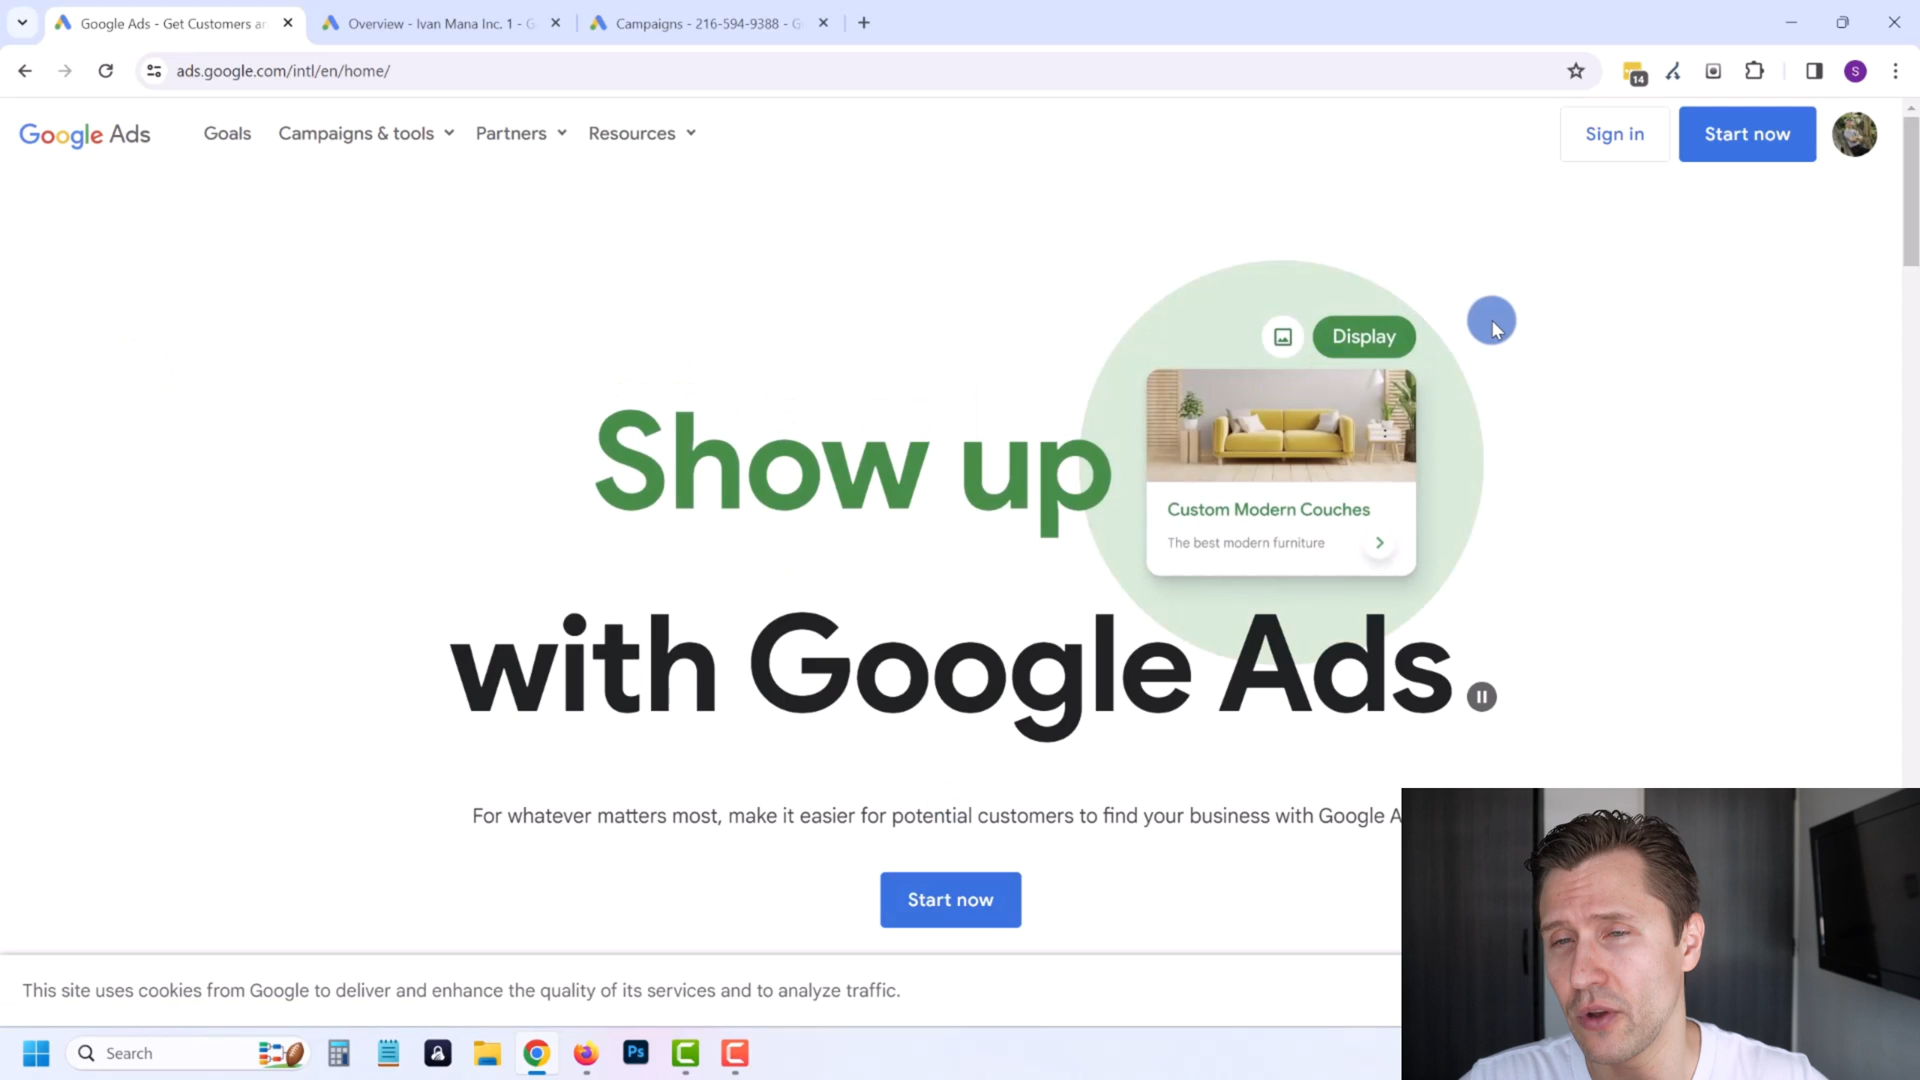 Google Ads - Get Customers a
Overview - Ivan Mana Inc. 1 - G
Campaigns - 216-594-9388 - G
ads.google.com/intl/en/home/
14
S
Google Ads
Goals
Campaigns & tools
Partners
Resources
Sign in
Start now
Display
Show up
Custom Modern Couches
The best modern furniture
with Google Ads.
For whatever matters most, make it easier for potential customers to find your business with Google A
Start now
This site uses cookies from Google to deliver and enhance the quality of its services and to analyze traffic.
Search
Ps